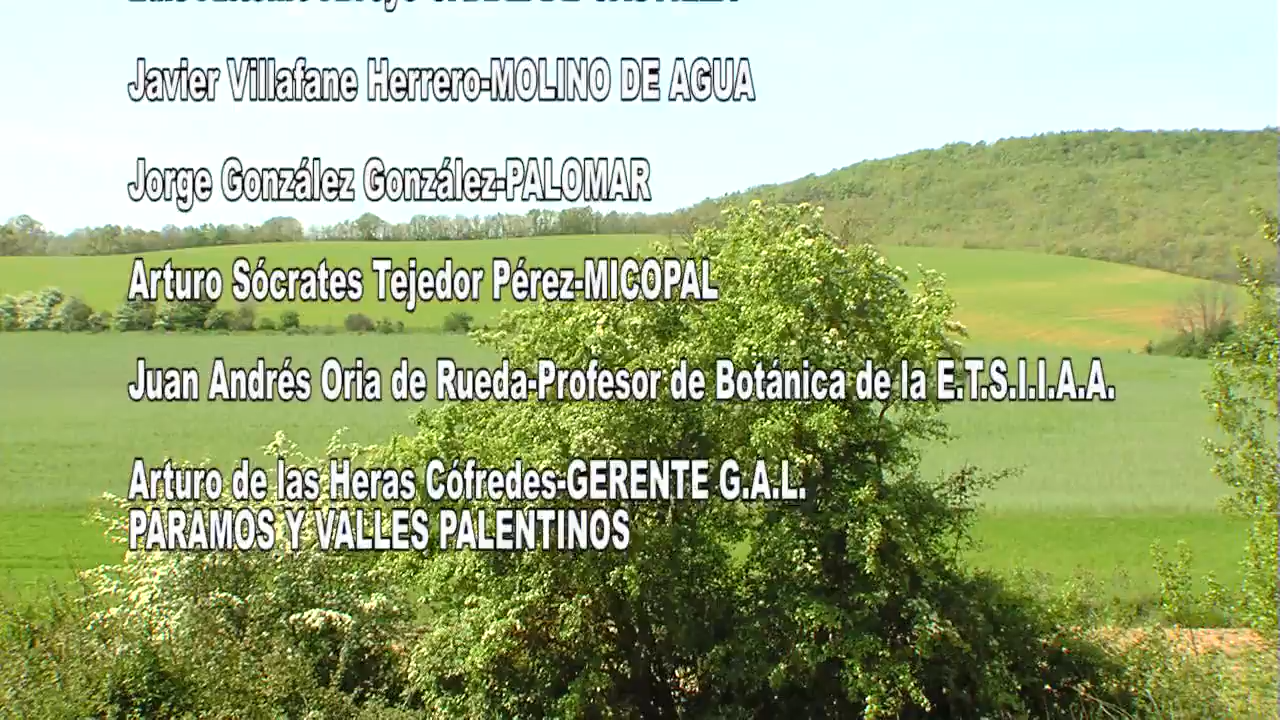 Javier Villafane Herrero-MOLINO DE AGUA
Jorge González González-PALOMAR
Arturo Sócrates Tejedor Pérez-MICOPAL
Juan Andrés Oria de Rueda-Profesor de Botánica de la E.T.S.I.I.A.A.
Arturo de las Heras Cófredes-GERENTE G.A.L.
PARAMOS Y VALLES PALENTINOS